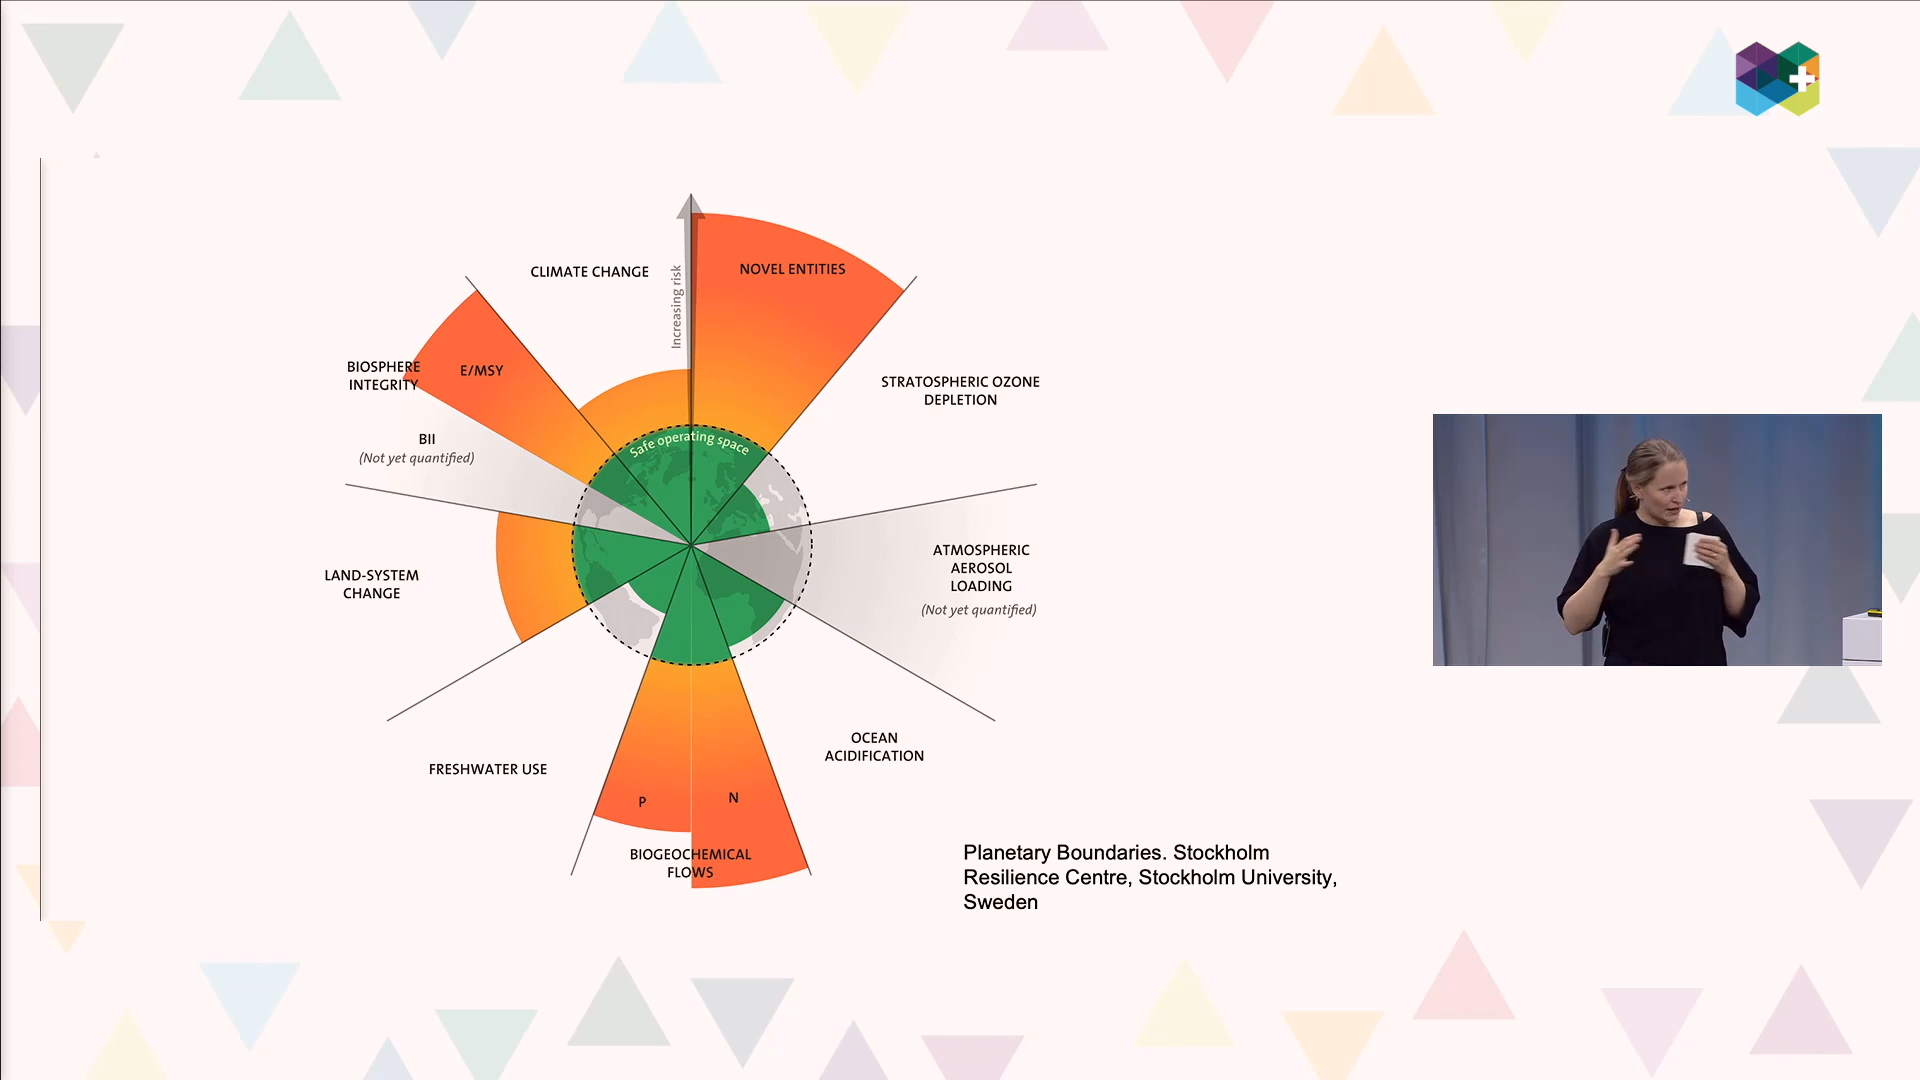 CLIMATE CHANGE
Increasing risk
NOVEL ENTITIES
BIOSPHERE
INTEGRITY
E/MSY
STRATOSPHERIC OZONE
DEPLETION
BII
(Not yet quantified)
Safe operating space
LAND-SYSTEM
CHANGE
ATMOSPHERIC
AEROSOL
LOADING
(Not yet quantified)
FRESHWATER USE
OCEAN
ACIDIFICATION
P
N
BIOGEOCHEMICAL
FLOWS
Planetary Boundaries. Stockholm
Resilience Centre, Stockholm University,
Sweden